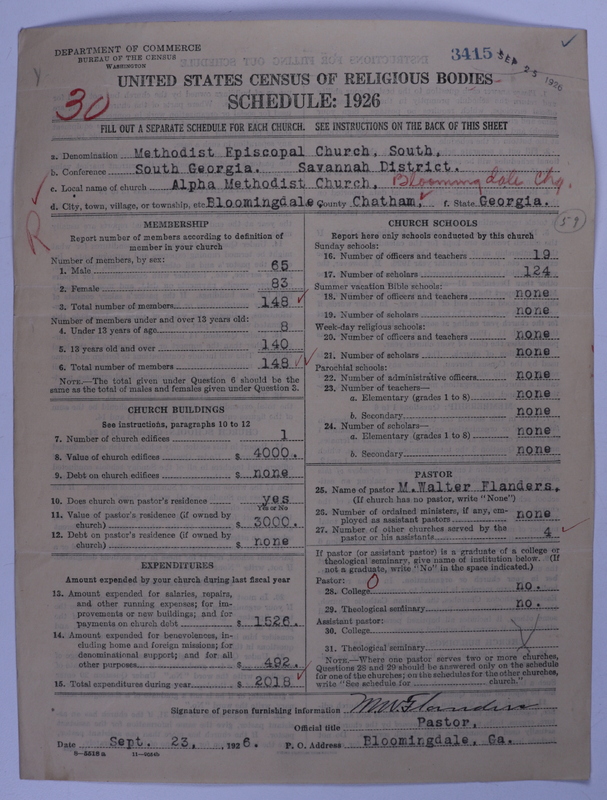 DEPARTMENT OF COMMERCE
BUREAU OF THE CENSUS
WASHINGTON
3415
SEP 25 1926
UNITED STATES CENSUS OF RELIGIOUS BODIES
SCHEDULE: 1926
30
FILL OUT A SEPARATE SCHEDULE FOR EACH CHURCH. SEE INSTRUCTIONS ON THE BACK OF THIS SHEET
a. Denomination Methodist Episcopal Church, South,
b. Conference South Georgia. Savannah District.
c. Local name of church Alpha Methodist Church, Bloomingdale Chg.
d. City, town, village, or township, etc. Bloomingdale, County Chatham, f. State Georgia.
R
59
MEMBERSHIP
Report number of members according to definition of
member in your church
Number of members, by sex:
1. Male 65
2. Female 83
3. Total number of members 148
Number of members under and over 13 years old:
4. Under 13 years of age 8
5. 13 years old and over 140
6. Total number of members 148
NOTE.—The total given under Question 6 should be
same as the total of males and females given under Question 3.
CHURCH BUILDINGS
See instructions, paragraphs 10 to 12
7. Number of church edifices 1
8. Value of church edifices $ 4000.
9. Debt on church edifices $ none
10. Does church own pastor's residence yes
Yes or No
11. Value of pastor's residence (if owned by
church) $ 3000.
12. Debt on pastor's residence (if owned by
church) $ none
EXPENDITURES
Amount expended by your church during last fiscal year
13. Amount expended for salaries, repairs,
and other running expenses; for im-
provements or new buildings; and for
payments on church debt $ 1526.
14. Amount expended for benevolences, in-
cluding home and foreign missions; for
denominational support; and for all
other purposes $ 492.
15. Total expenditures during year $ 2018
CHURCH SCHOOLS
Report here only schools conducted by this church
Sunday schools:
16. Number of officers and teachers 19
17. Number of scholars 124
Summer vacation Bible schools:
18. Number of officers and teachers none
19. Number of scholars none
Week-day religious schools:
20. Number of officers and teachers none
21. Number of scholars none
Parochial schools:
22. Number of administrative officers none
23. Number of teachers—
a. Elementary (grades 1 to 8) none
b. Secondary none
24. Number of scholars—
a. Elementary (grades 1 to 8) none
b. Secondary none
PASTOR
25. Name of pastor M. Walter Flanders,
(If church has no pastor, write "None")
26. Number of ordained ministers, if any, em-
ployed as assistant pastors none
27. Number of other churches served by the
pastor or his assistants 4
If pastor (or assistant pastor) is a graduate of a college or
theological seminary, give name of institution below. (If
not a graduate, write "No" in the space indicated.)
Pastor: 0
28. College no.
29. Theological seminary no.
Assistant pastor:
30. College
31. Theological seminary
NOTE.—Where one pastor serves two or more churches,
Questions 28 and 29 should be answered only on the schedule
for one of the churches; on the schedules for the other churches,
write "See schedule for church."
Signature of person furnishing information M W Flanders
Official title Pastor,
Date Sept. 23, 1926. P. O. Address Bloomingdale, Ga.